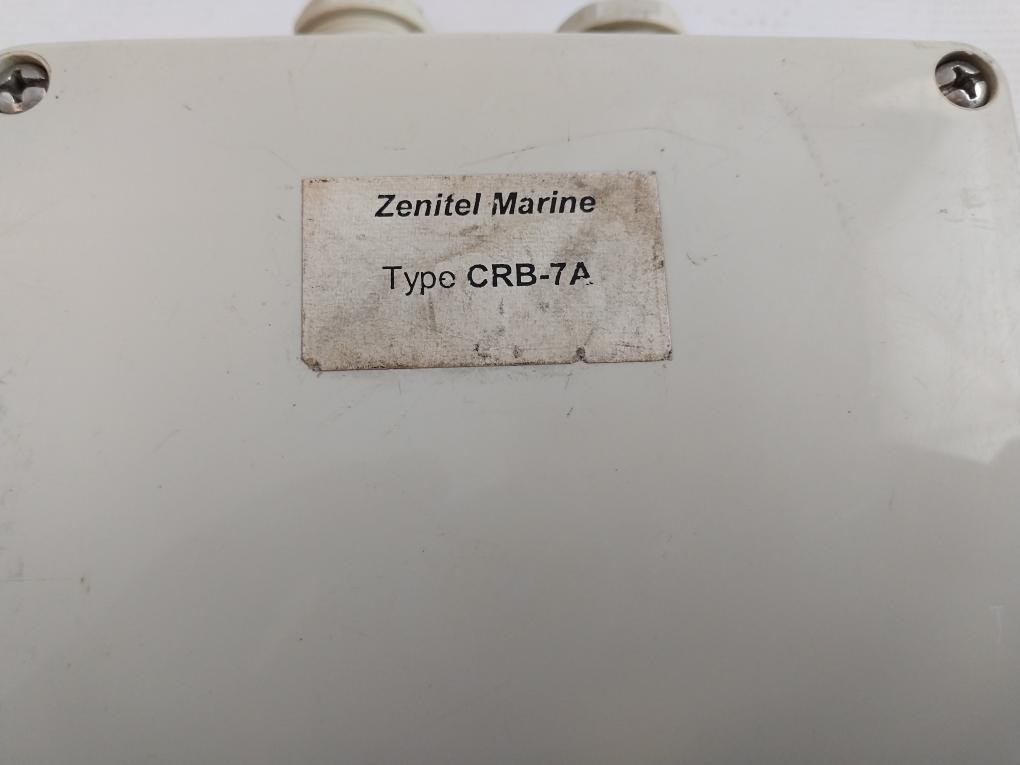 Zenitel Marine
Type CRB-7A